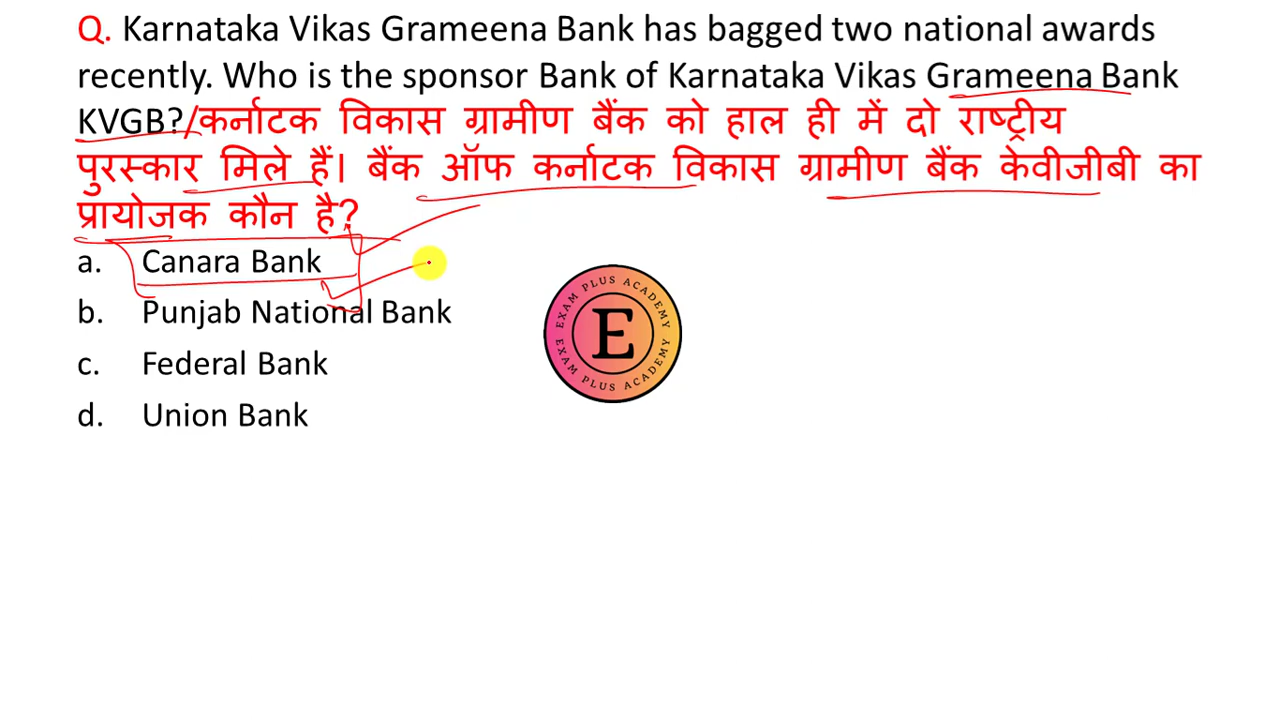 Q. Karnataka Vikas Grameena Bank has bagged two national awards
recently. Who is the sponsor Bank of Karnataka Vikas Grameena Bank
KVGB?/कर्नाटक विकास ग्रामीण बैंक को हाल ही में दो राष्ट्रीय
पुरस्कार मिले हैं। बैंक ऑफ कर्नाटक विकास ग्रामीण बैंक केवीजीबी का
प्रायोजक कौन है?
a. Canara Bank
b. Punjab National Bank
c. Federal Bank
d. Union Bank
EXAM PLUS ACADEMY
E
EXAM PLUS ACADEMY